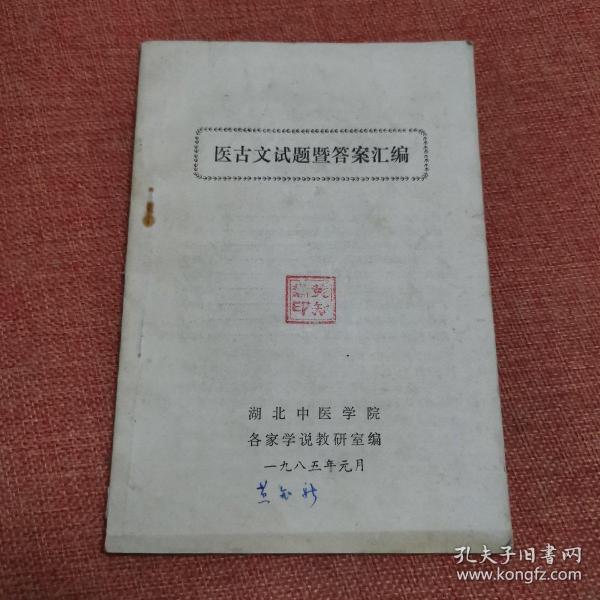 医古文试题暨答案汇编
湖北中医学院
各家学说教研室编
一九八五年元月
孔夫子旧书网
www.kongfz.com